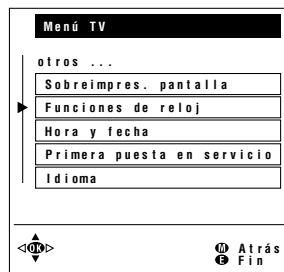 Menú TV
otros ...
Sobreimpres. pantalla
Funciones de reloj
Hora y fecha
Primera puesta en servicio
Idioma
OK
M Atrás
E Fin